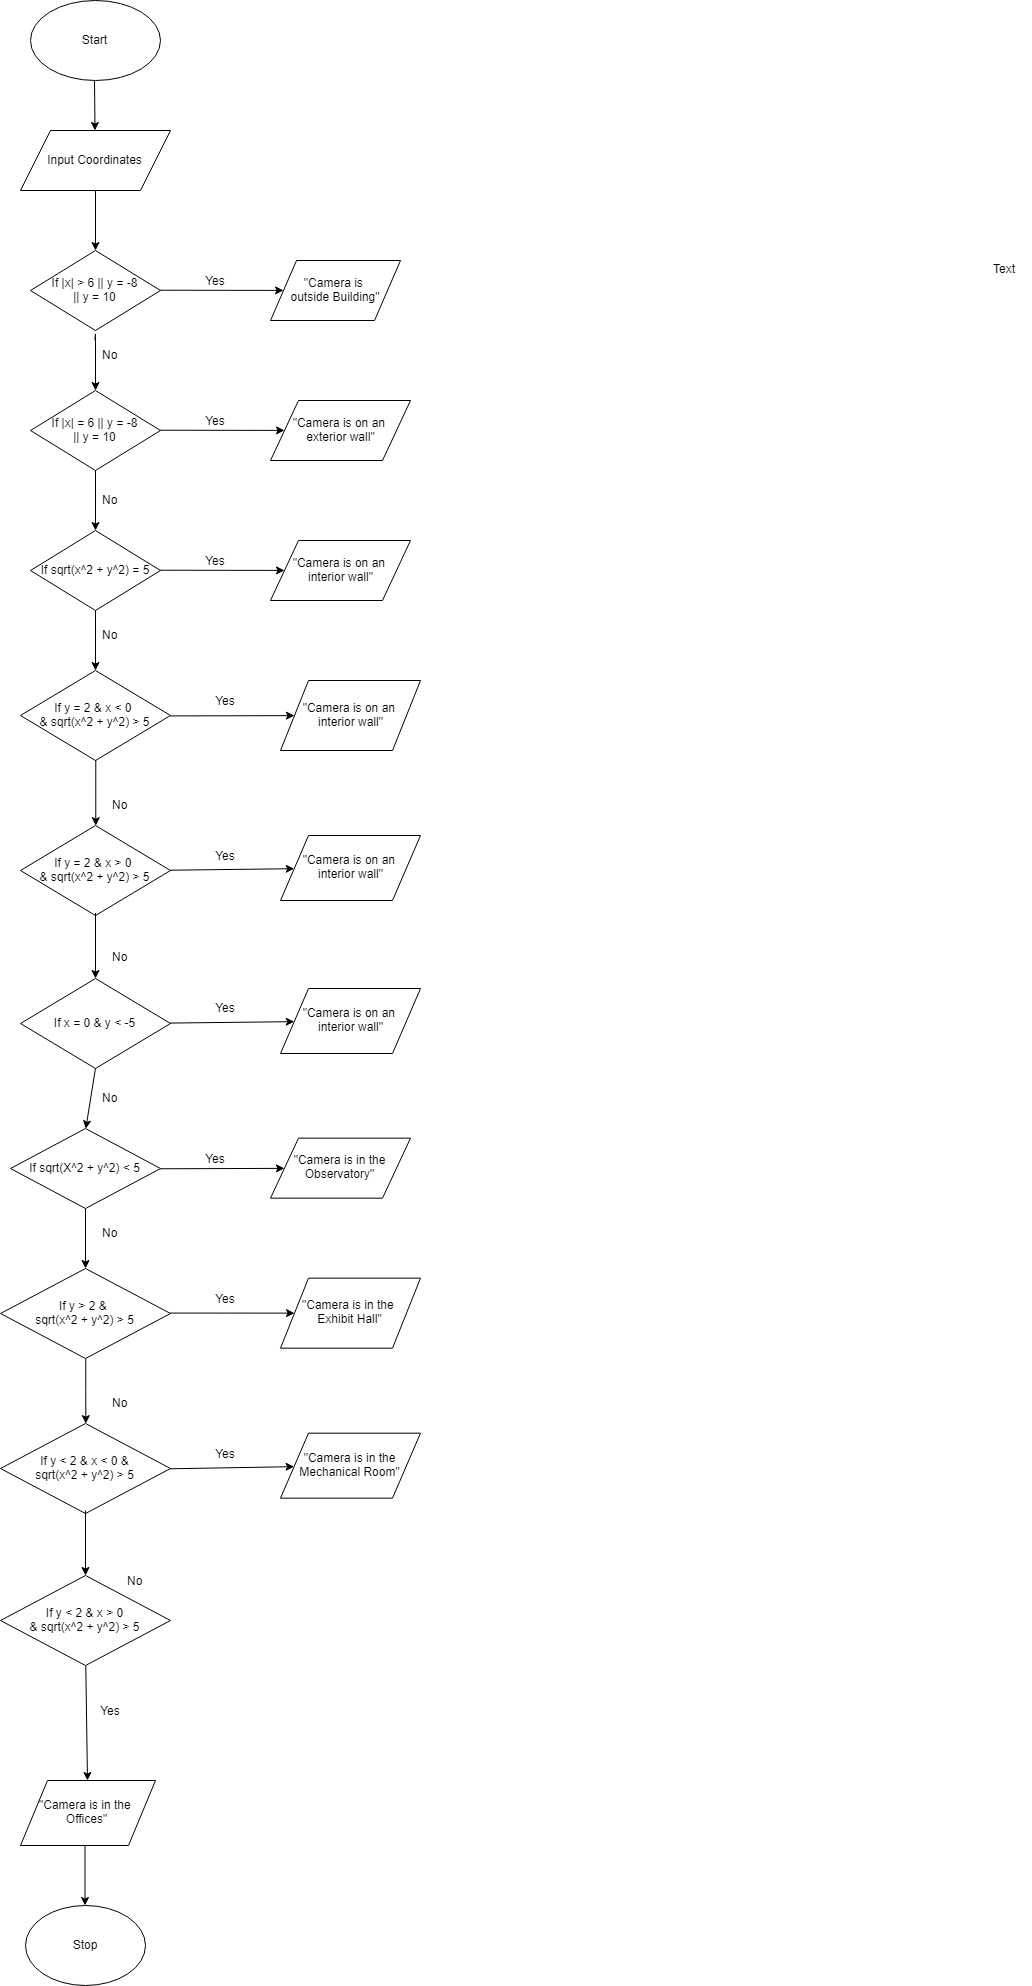 Start
Input Coordinates
If |x| > 6 || y = -8
|| y = 10
Yes
"Camera is
outside Building"
Text
No
If |x| = 6 || y = -8
|| y = 10
Yes
"Camera is on an
exterior wall"
No
If sqrt(x^2 + y^2) = 5
Yes
"Camera is on an
interior wall"
No
If y = 2 & x < 0
& sqrt(x^2 + y^2) > 5
Yes
"Camera is on an
interior wall"
No
If y = 2 & x > 0
& sqrt(x^2 + y^2) > 5
Yes
"Camera is on an
interior wall"
No
If x = 0 & y < -5
Yes
"Camera is on an
interior wall"
No
If sqrt(X^2 + y^2) < 5
Yes
"Camera is in the
Observatory"
No
If y > 2 &
sqrt(x^2 + y^2) > 5
Yes
"Camera is in the
Exhibit Hall"
No
If y < 2 & x < 0 &
sqrt(x^2 + y^2) > 5
Yes
"Camera is in the
Mechanical Room"
No
If y < 2 & x > 0
& sqrt(x^2 + y^2) > 5
Yes
"Camera is in the
Offices"
Stop